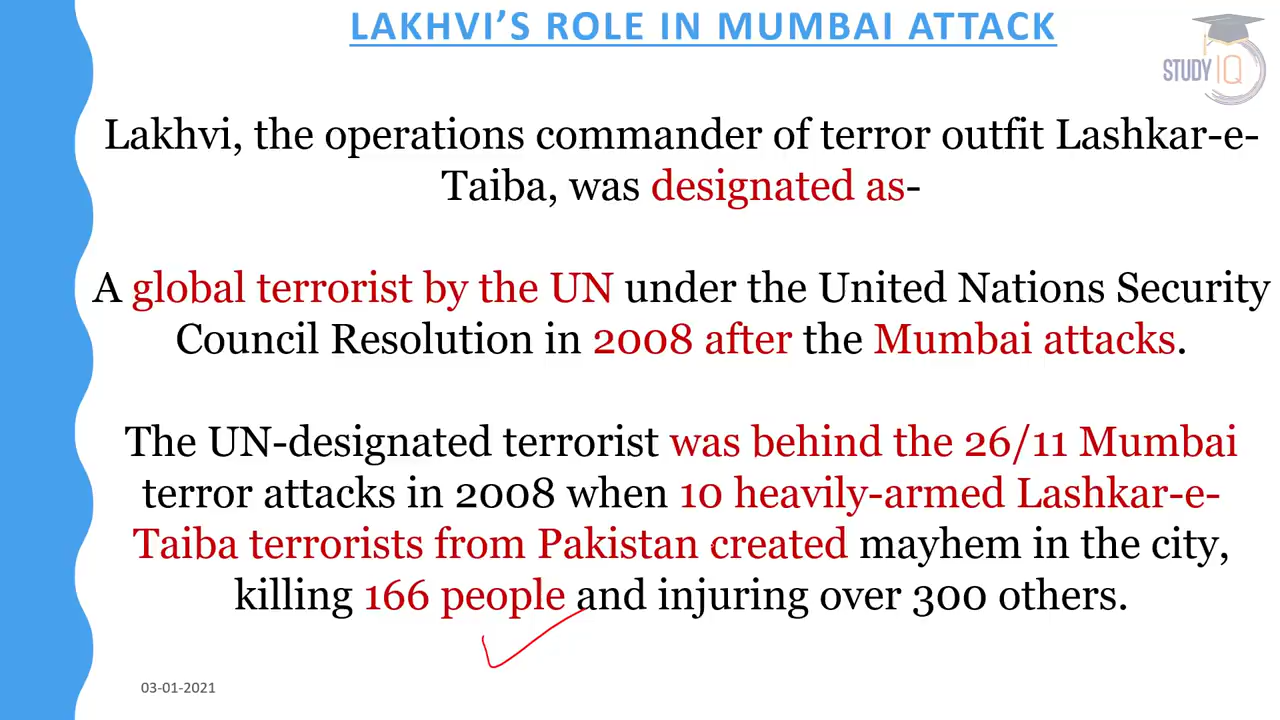 LAKHVI'S ROLE IN MUMBAI ATTACK
STUDY IQ
Lakhvi, the operations commander of terror outfit Lashkar-e-
Taiba, was designated as-
A global terrorist by the UN under the United Nations Security
Council Resolution in 2008 after the Mumbai attacks.
The UN-designated terrorist was behind the 26/11 Mumbai
terror attacks in 2008 when 10 heavily-armed Lashkar-e-
Taiba terrorists from Pakistan created mayhem in the city,
killing 166 people and injuring over 300 others.
03-01-2021